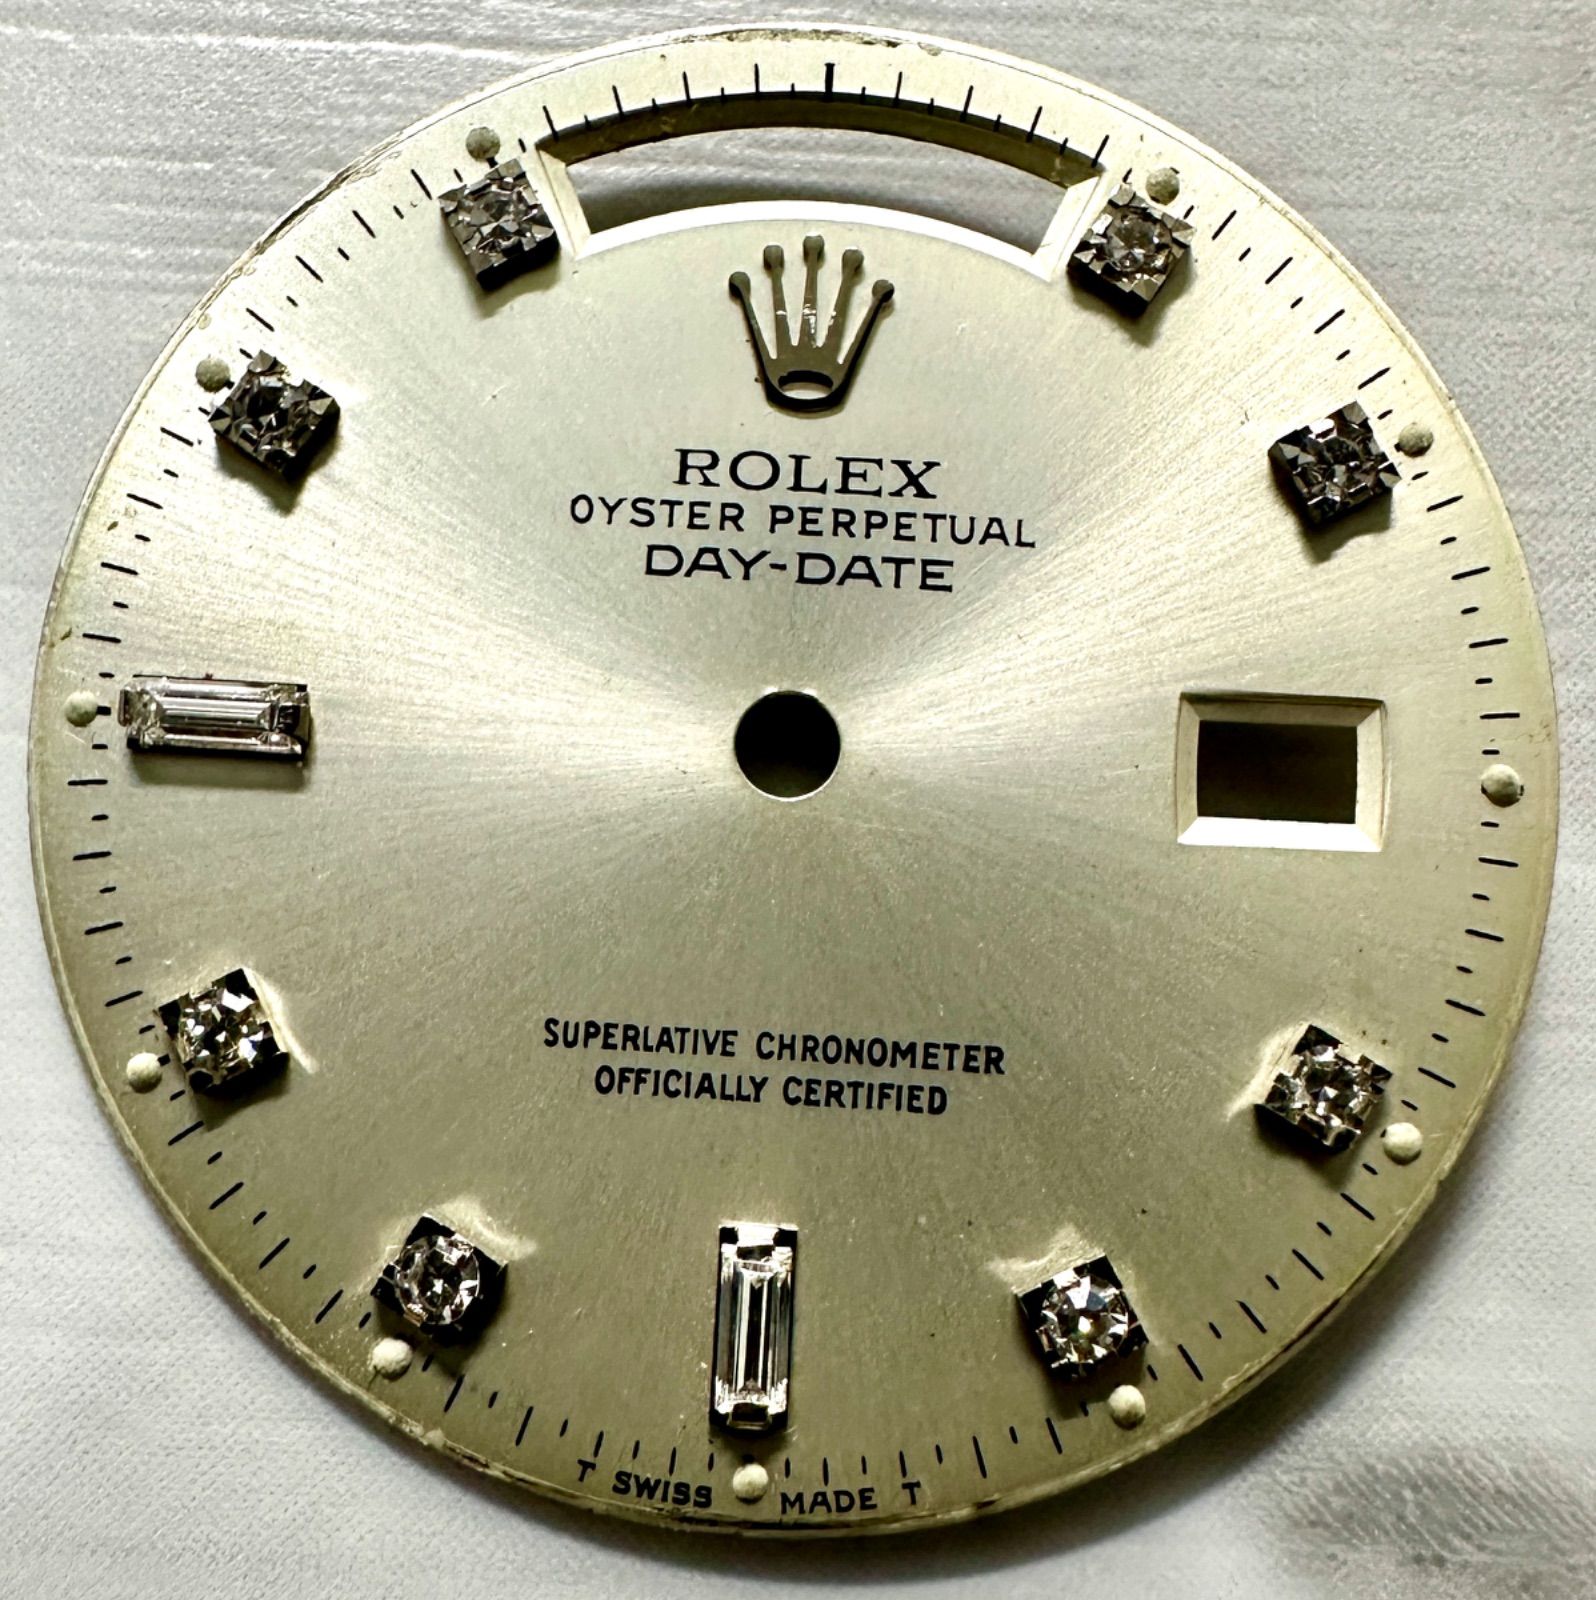 ROLEX
OYSTER PERPETUAL
DAY-DATE
SUPERLATIVE CHRONOMETER
OFFICIALLY CERTIFIED
T SWISS MADE T